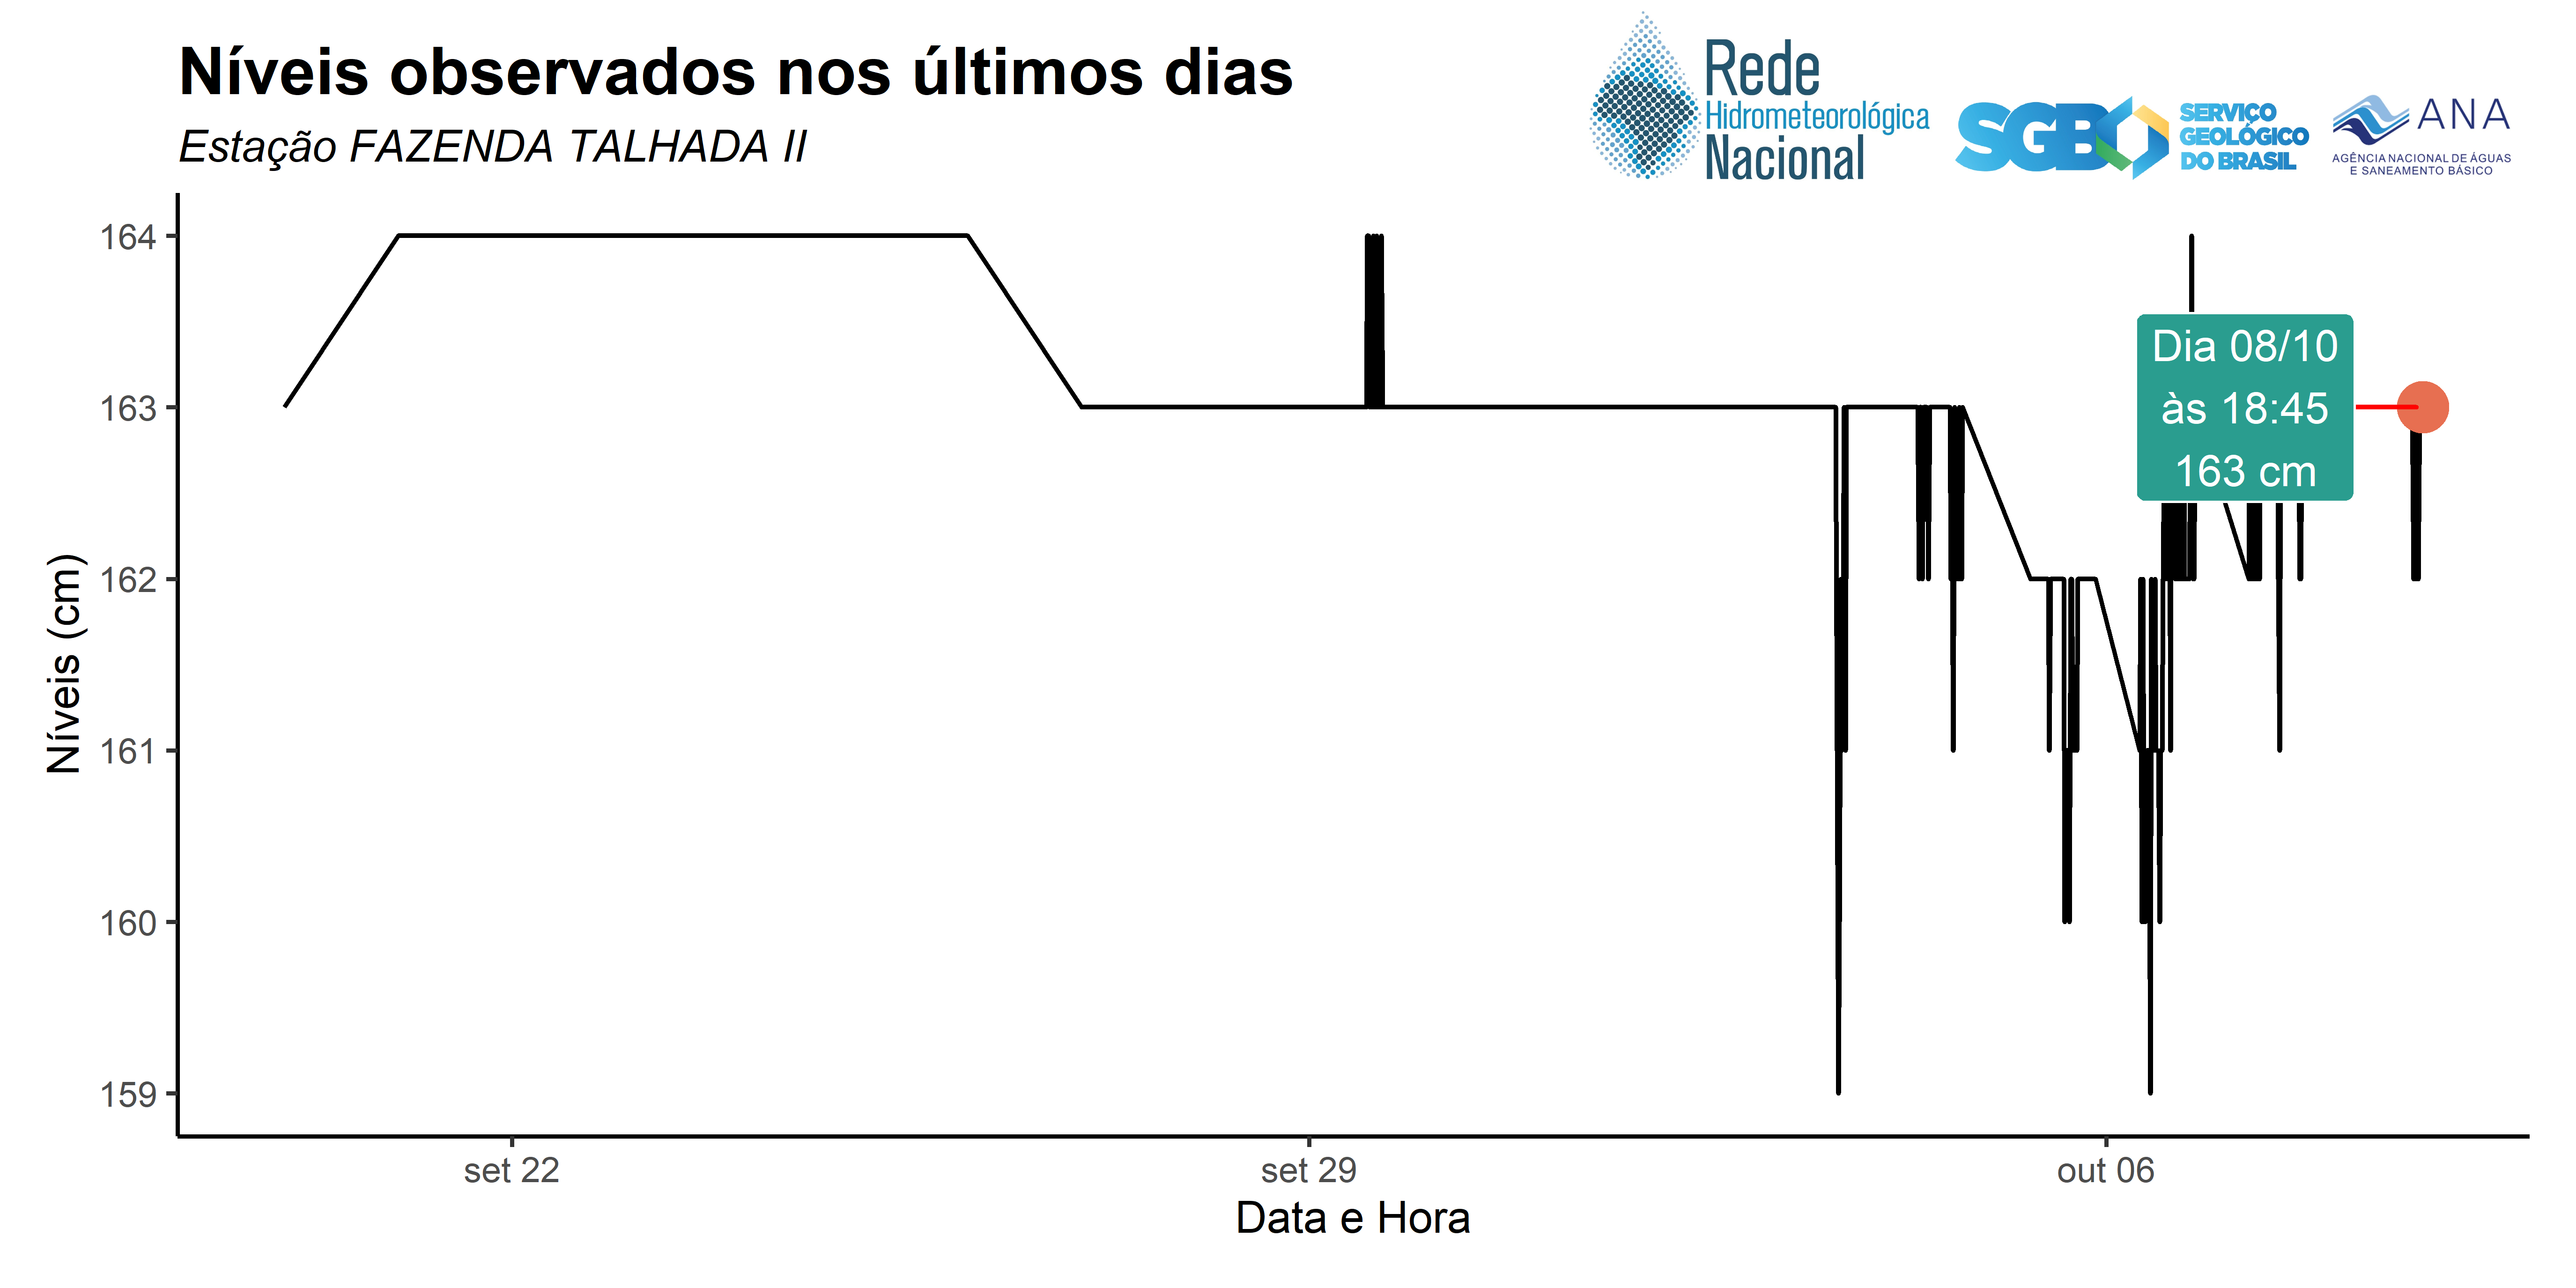 Níveis observados nos últimos dias
Estação FAZENDA TALHADA II
Rede
Hidrometeorológica
Nacional
SGB
SERVIÇO
GEOLÓGICO
DO BRASIL
ANA
AGÊNCIA NACIONAL DE ÁGUAS
E SANEAMENTO BÁSICO
164
163
162
161
160
159
Níveis (cm)
Dia 08/10
às 18:45
163 cm
set 22
set 29
out 06
Data e Hora